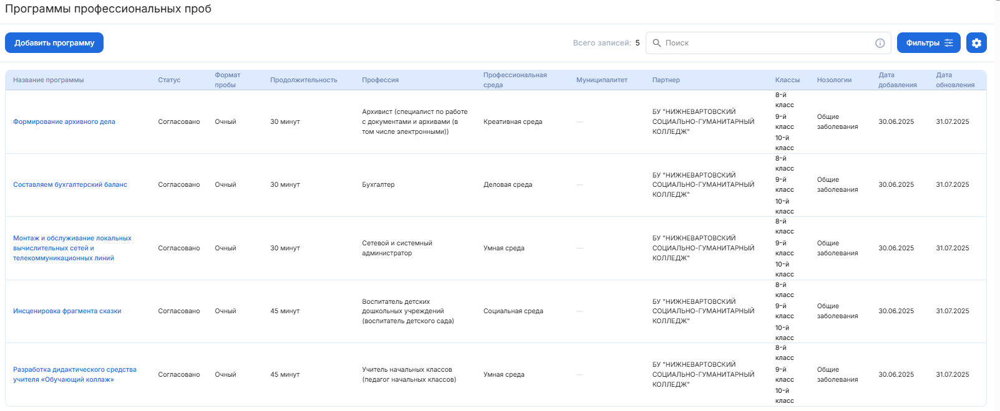 Программы профессиональных проб
Добавить программу
Всего записей: 5
Поиск
Фильтры
Название программы
Статус
Формат
пробы
Продолжительность
Профессия
Профессиональная
среда
Муниципалитет
Партнер
Классы
Нозологии
Дата
добавления
Дата
обновления
Формирование архивного дела
Согласовано
Очный
30 минут
Архивист (специалист по работе
с документами и архивами (в
том числе электронными))
Креативная среда
—
БУ "НИЖНЕВАРТОВСКИЙ
СОЦИАЛЬНО-ГУМАНИТАРНЫЙ
КОЛЛЕДЖ"
8-й
класс
9-й
класс
10-й
класс
Общие
заболевания
30.06.2025
31.07.2025
Составляем бухгалтерский баланс
Согласовано
Очный
30 минут
Бухгалтер
Деловая среда
—
БУ "НИЖНЕВАРТОВСКИЙ
СОЦИАЛЬНО-ГУМАНИТАРНЫЙ
КОЛЛЕДЖ"
8-й
класс
9-й
класс
10-й
класс
Общие
заболевания
30.06.2025
31.07.2025
Монтаж и обслуживание локальных
вычислительных сетей и
телекоммуникационных линий
Согласовано
Очный
30 минут
Сетевой и системный
администратор
Умная среда
—
БУ "НИЖНЕВАРТОВСКИЙ
СОЦИАЛЬНО-ГУМАНИТАРНЫЙ
КОЛЛЕДЖ"
8-й
класс
9-й
класс
10-й
класс
Общие
заболевания
30.06.2025
31.07.2025
Инсценировка фрагмента сказки
Согласовано
Очный
45 минут
Воспитатель детских
дошкольных учреждений
(воспитатель детского сада)
Социальная среда
—
БУ "НИЖНЕВАРТОВСКИЙ
СОЦИАЛЬНО-ГУМАНИТАРНЫЙ
КОЛЛЕДЖ"
8-й
класс
9-й
класс
10-й
класс
Общие
заболевания
30.06.2025
31.07.2025
Разработка дидактического средства
учителя «Обучающий коллаж»
Согласовано
Очный
45 минут
Учитель начальных классов
(педагог начальных классов)
Умная среда
—
БУ "НИЖНЕВАРТОВСКИЙ
СОЦИАЛЬНО-ГУМАНИТАРНЫЙ
КОЛЛЕДЖ"
8-й
класс
9-й
класс
10-й
класс
Общие
заболевания
30.06.2025
31.07.2025